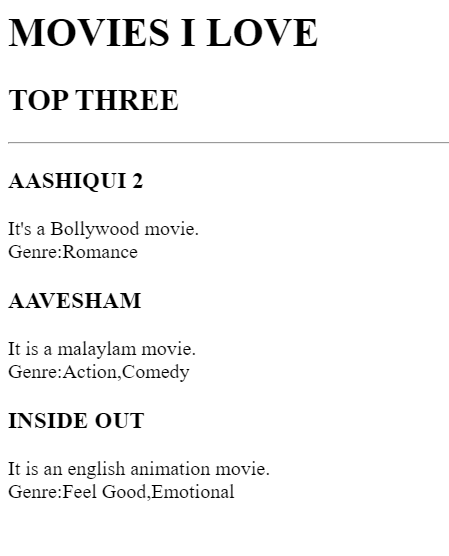 MOVIES I LOVE
TOP THREE
AASHIQUI 2
It's a Bollywood movie.
Genre:Romance
AAVESHAM
It is a malaylam movie.
Genre:Action,Comedy
INSIDE OUT
It is an english animation movie.
Genre:Feel Good,Emotional